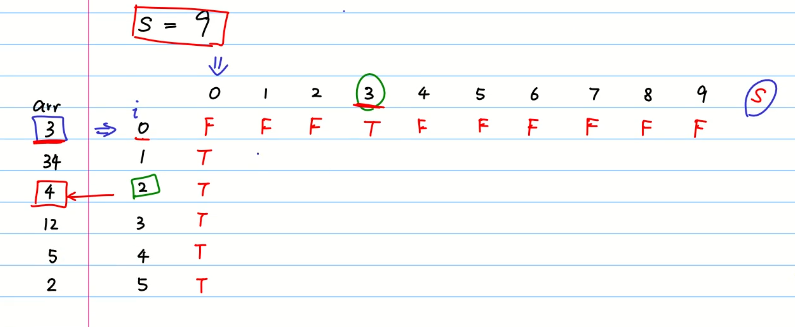 S = 9
0 1 2 3 4 5 6 7 8 9 S
arr i
3 ⇒ 0 F F F T F F F F F F
34 1 T
4 ← 2 T
12 3 T
5 4 T
2 5 T